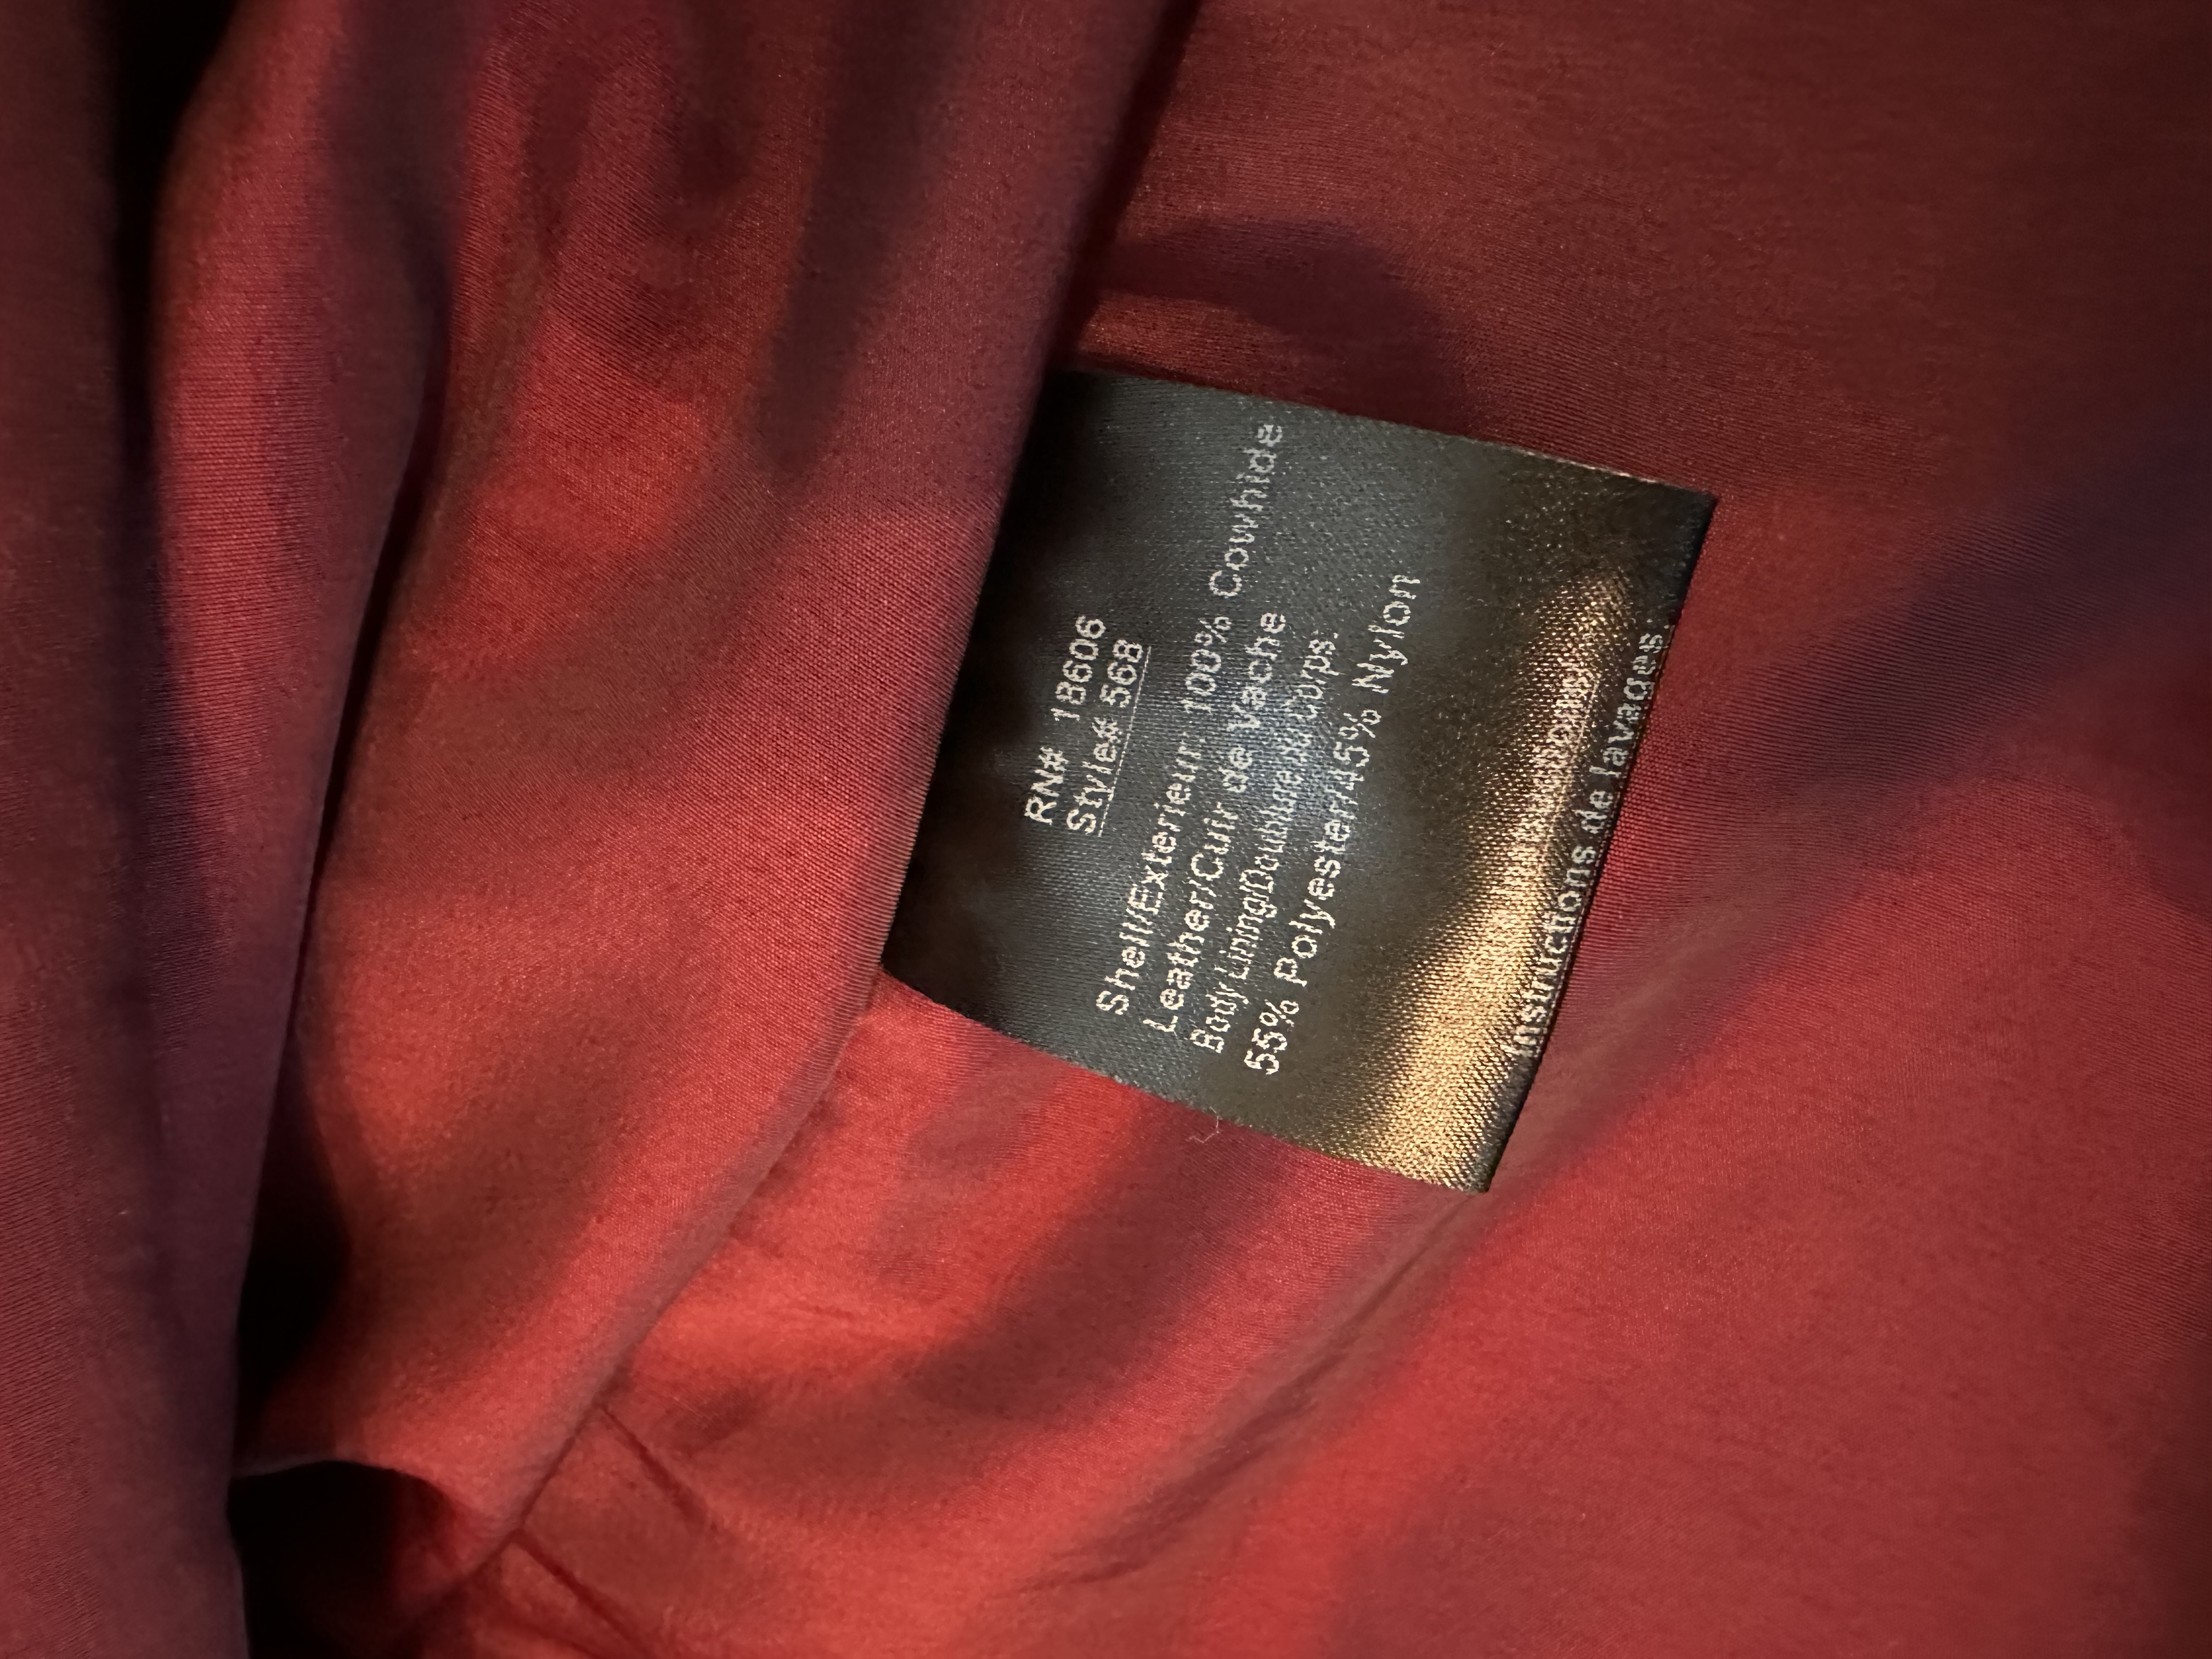 RN# 18606
Style# 568
Shell/Exterieur 100% Cowhide
Leather/Cuir de Vache
Body Lining/Doublure du Corps:
55% Polyester/45% Nylon
Instructions de lavages: